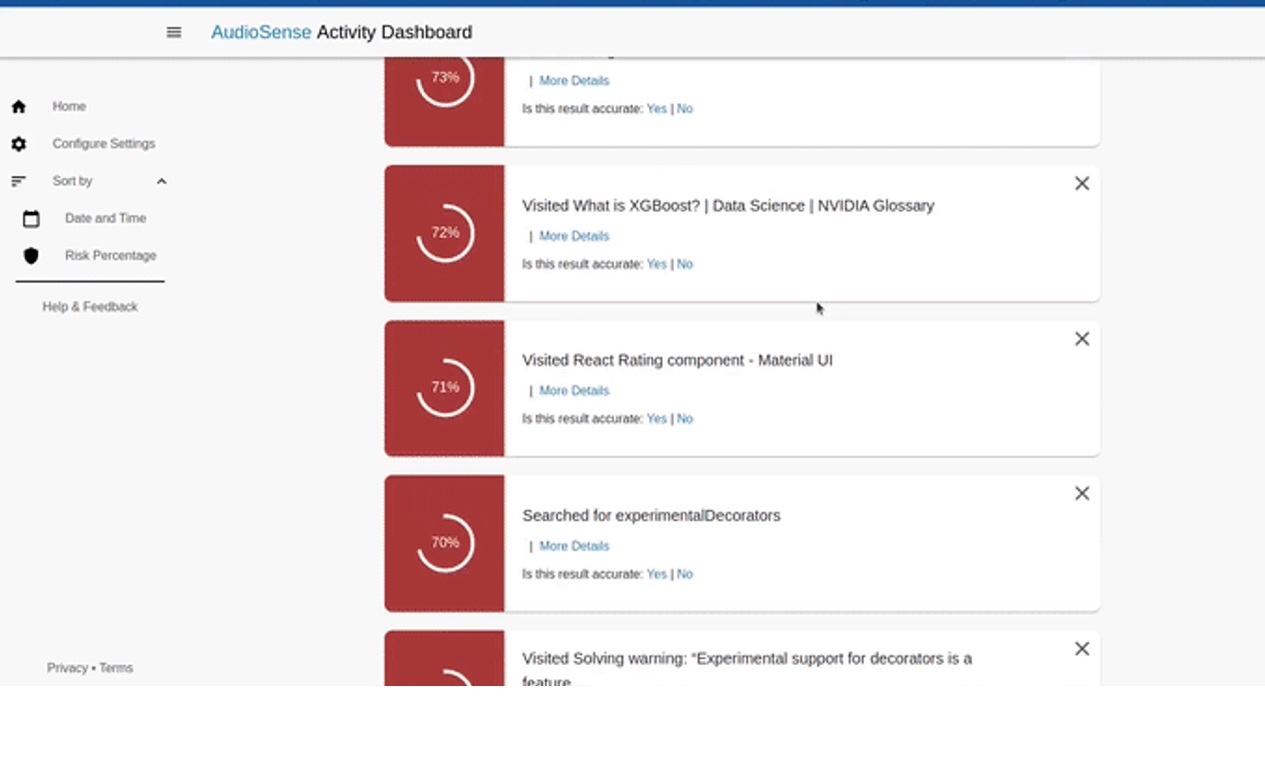 AudioSense Activity Dashboard
Home
Configure Settings
Sort by
Date and Time
Risk Percentage
Help & Feedback
Privacy • Terms
73%
| More Details
Is this result accurate: Yes | No
72%
Visited What is XGBoost? | Data Science | NVIDIA Glossary
| More Details
Is this result accurate: Yes | No
71%
Visited React Rating component - Material UI
| More Details
Is this result accurate: Yes | No
70%
Searched for experimentalDecorators
| More Details
Is this result accurate: Yes | No
Visited Solving warning: “Experimental support for decorators is a
feature